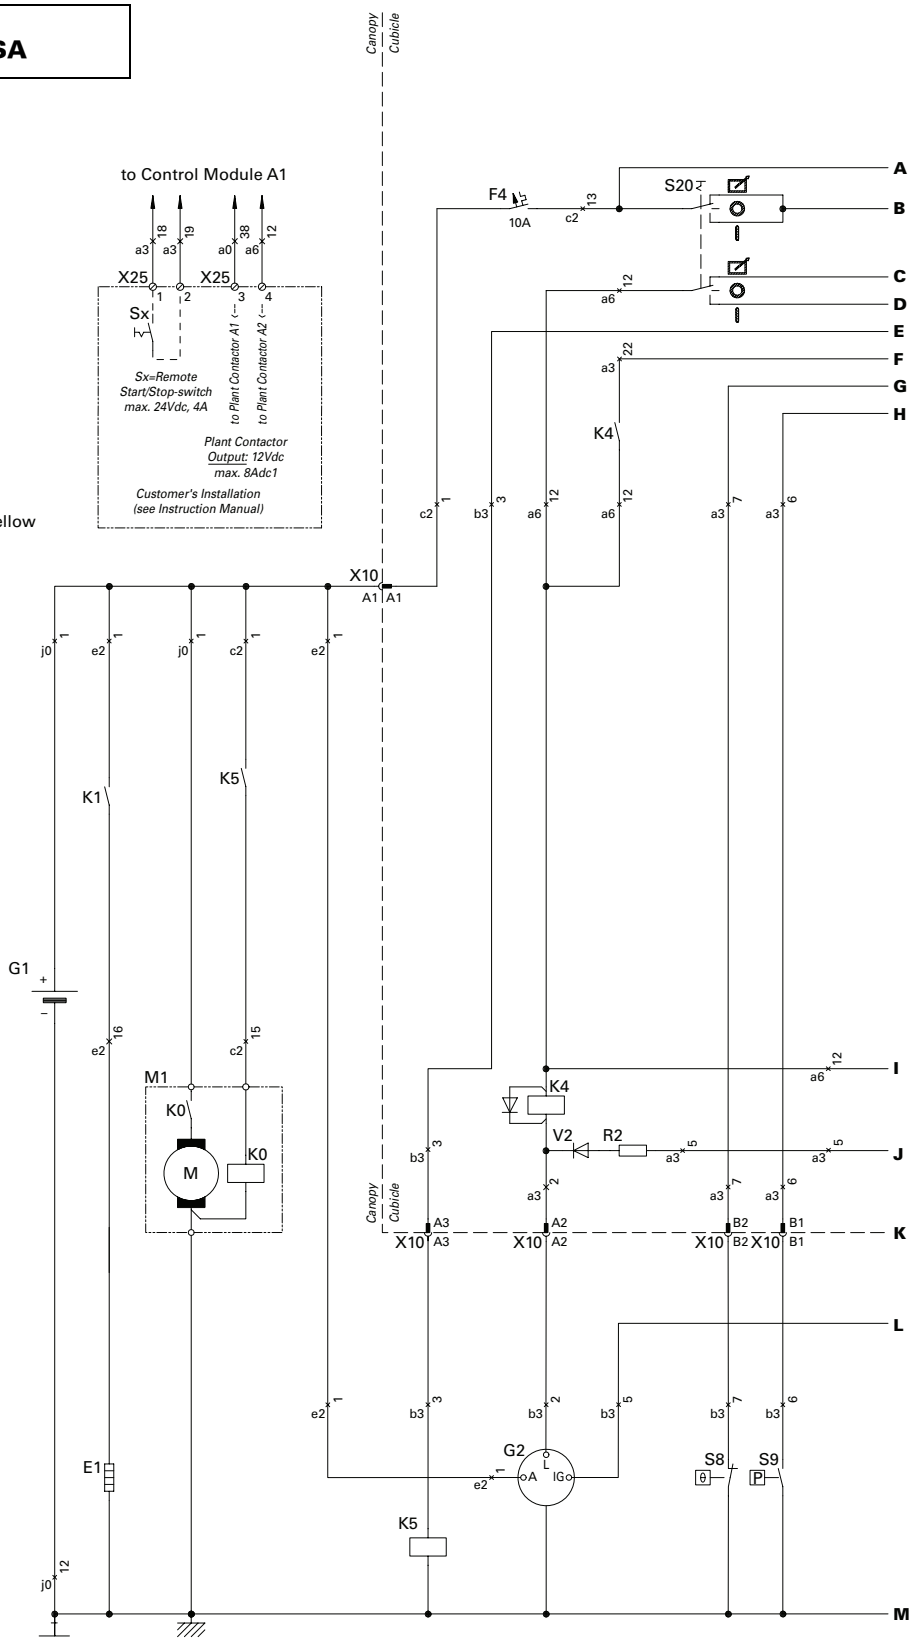 SA
Canopy
Cubicle
to Control Module A1
a3 18
a3 19
a0 38
a6 12
X25
X25
1
2
3
4
Sx
Sx=Remote
Start/Stop-switch
max. 24Vdc, 4A
to Plant Contactor A1 <--
to Plant Contactor A2 <--
Plant Contactor
Output: 12Vdc
max. 8Adc1
Customer's Installation
(see Instruction Manual)
ellow
F4
10A
c2 13
S20
A
B
a6 12
C
D
E
a3 22
F
G
H
K4
c2 1
b3 3
a6 12
a6 12
a3 7
a3 6
X10
A1 A1
j0 1
e2 1
j0 1
c2 1
e2 1
K1
K5
G1
+
–
e2 16
c2 15
M1
K0
M
K0
a6 12
I
K4
V2
R2
a3 5
a3 5
J
b3 3
a3 2
a3 7
a3 6
Canopy
Cubicle
A3
A2
B2
B1
K
X10 A3
X10 A2
X10 B2
X10 B1
L
e2 1
b3 3
b3 2
b3 5
b3 7
b3 6
G2
L
A
IG
e2 1
S8
θ
S9
P
E1
K5
j0 12
M
–